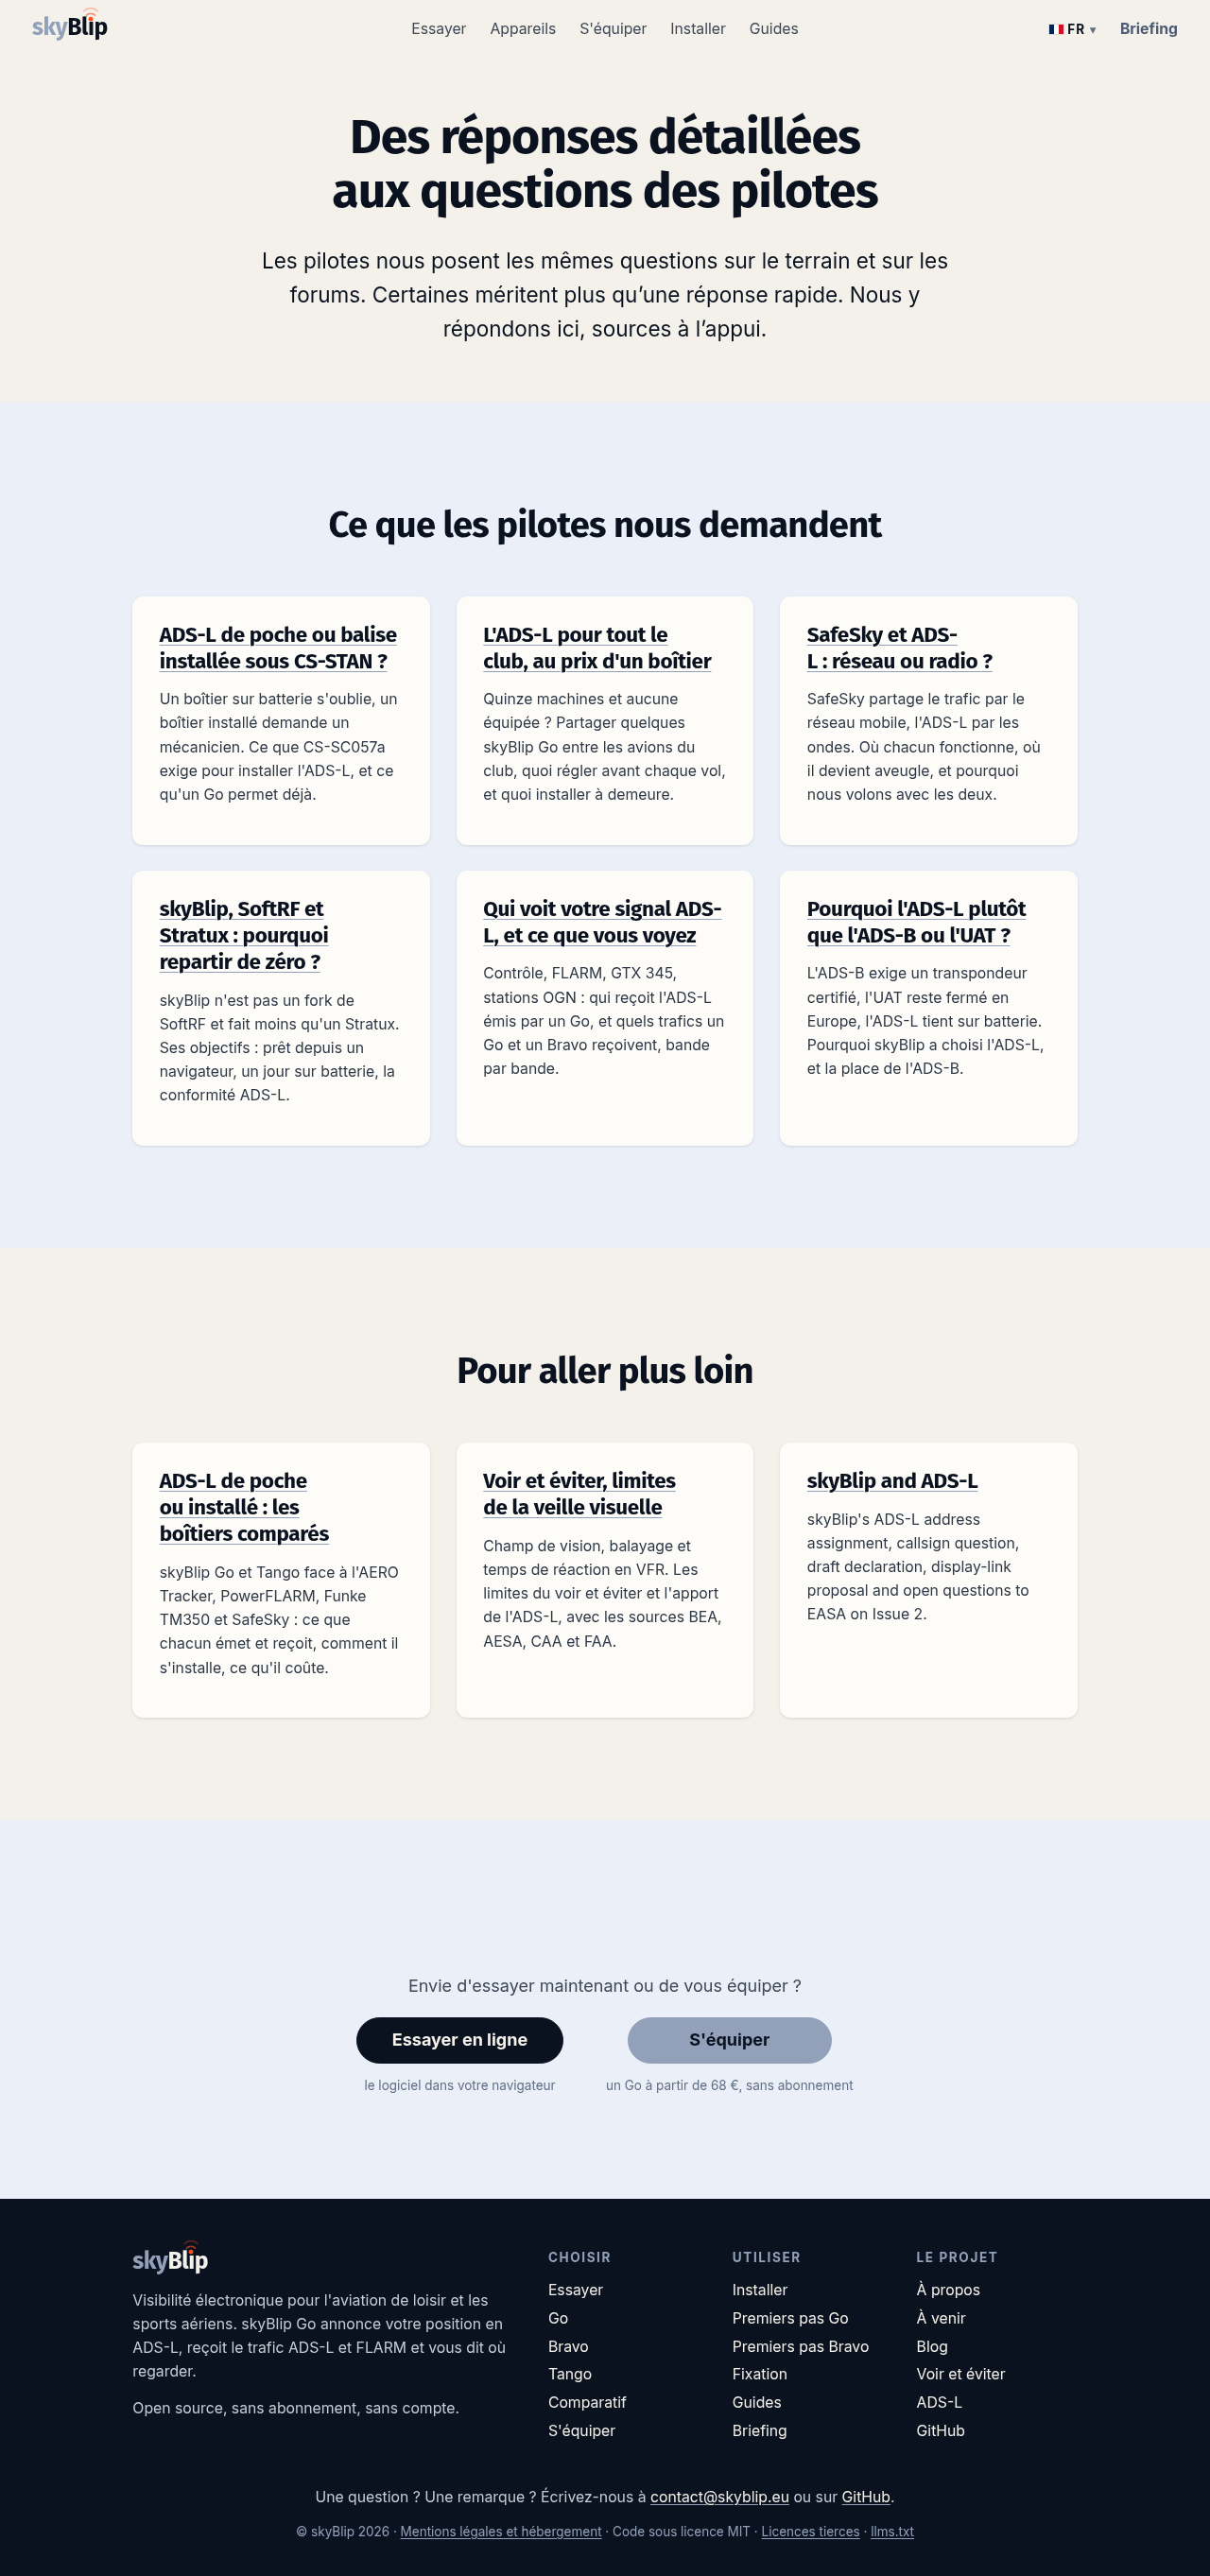 skyBlip
Essayer Appareils S'équiper Installer Guides
FR ▾ Briefing
Des réponses détaillées
aux questions des pilotes
Les pilotes nous posent les mêmes questions sur le terrain et sur les
forums. Certaines méritent plus qu’une réponse rapide. Nous y
répondons ici, sources à l’appui.
Ce que les pilotes nous demandent
ADS-L de poche ou balise
installée sous CS-STAN ?
Un boîtier sur batterie s'oublie, un
boîtier installé demande un
mécanicien. Ce que CS-SC057a
exige pour installer l'ADS-L, et ce
qu'un Go permet déjà.
L'ADS-L pour tout le
club, au prix d'un boîtier
Quinze machines et aucune
équipée ? Partager quelques
skyBlip Go entre les avions du
club, quoi régler avant chaque vol,
et quoi installer à demeure.
SafeSky et ADS-
L : réseau ou radio ?
SafeSky partage le trafic par le
réseau mobile, l'ADS-L par les
ondes. Où chacun fonctionne, où
il devient aveugle, et pourquoi
nous volons avec les deux.
skyBlip, SoftRF et
Stratux : pourquoi
repartir de zéro ?
skyBlip n'est pas un fork de
SoftRF et fait moins qu'un Stratux.
Ses objectifs : prêt depuis un
navigateur, un jour sur batterie, la
conformité ADS-L.
Qui voit votre signal ADS-
L, et ce que vous voyez
Contrôle, FLARM, GTX 345,
stations OGN : qui reçoit l'ADS-L
émis par un Go, et quels trafics un
Go et un Bravo reçoivent, bande
par bande.
Pourquoi l'ADS-L plutôt
que l'ADS-B ou l'UAT ?
L'ADS-B exige un transpondeur
certifié, l'UAT reste fermé en
Europe, l'ADS-L tient sur batterie.
Pourquoi skyBlip a choisi l'ADS-L,
et la place de l'ADS-B.
Pour aller plus loin
ADS-L de poche
ou installé : les
boîtiers comparés
skyBlip Go et Tango face à l'AERO
Tracker, PowerFLARM, Funke
TM350 et SafeSky : ce que
chacun émet et reçoit, comment il
s'installe, ce qu'il coûte.
Voir et éviter, limites
de la veille visuelle
Champ de vision, balayage et
temps de réaction en VFR. Les
limites du voir et éviter et l'apport
de l'ADS-L, avec les sources BEA,
AESA, CAA et FAA.
skyBlip and ADS-L
skyBlip's ADS-L address
assignment, callsign question,
draft declaration, display-link
proposal and open questions to
EASA on Issue 2.
Envie d'essayer maintenant ou de vous équiper ?
Essayer en ligne
le logiciel dans votre navigateur
S'équiper
un Go à partir de 68 €, sans abonnement
skyBlip
Visibilité électronique pour l'aviation de loisir et les
sports aériens. skyBlip Go annonce votre position en
ADS-L, reçoit le trafic ADS-L et FLARM et vous dit où
regarder.
Open source, sans abonnement, sans compte.
CHOISIR
Essayer
Go
Bravo
Tango
Comparatif
S'équiper
UTILISER
Installer
Premiers pas Go
Premiers pas Bravo
Fixation
Guides
Briefing
LE PROJET
À propos
À venir
Blog
Voir et éviter
ADS-L
GitHub
Une question ? Une remarque ? Écrivez-nous à contact@skyblip.eu ou sur GitHub.
© skyBlip 2026 · Mentions légales et hébergement · Code sous licence MIT · Licences tierces · llms.txt